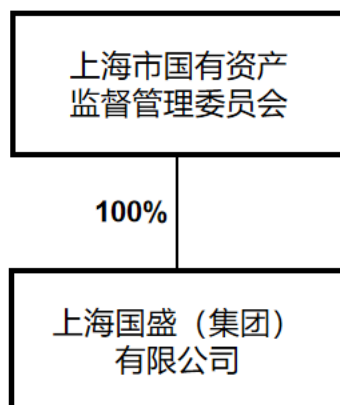 上海市国有资产
监督管理委员会
100%
上海国盛（集团）
有限公司